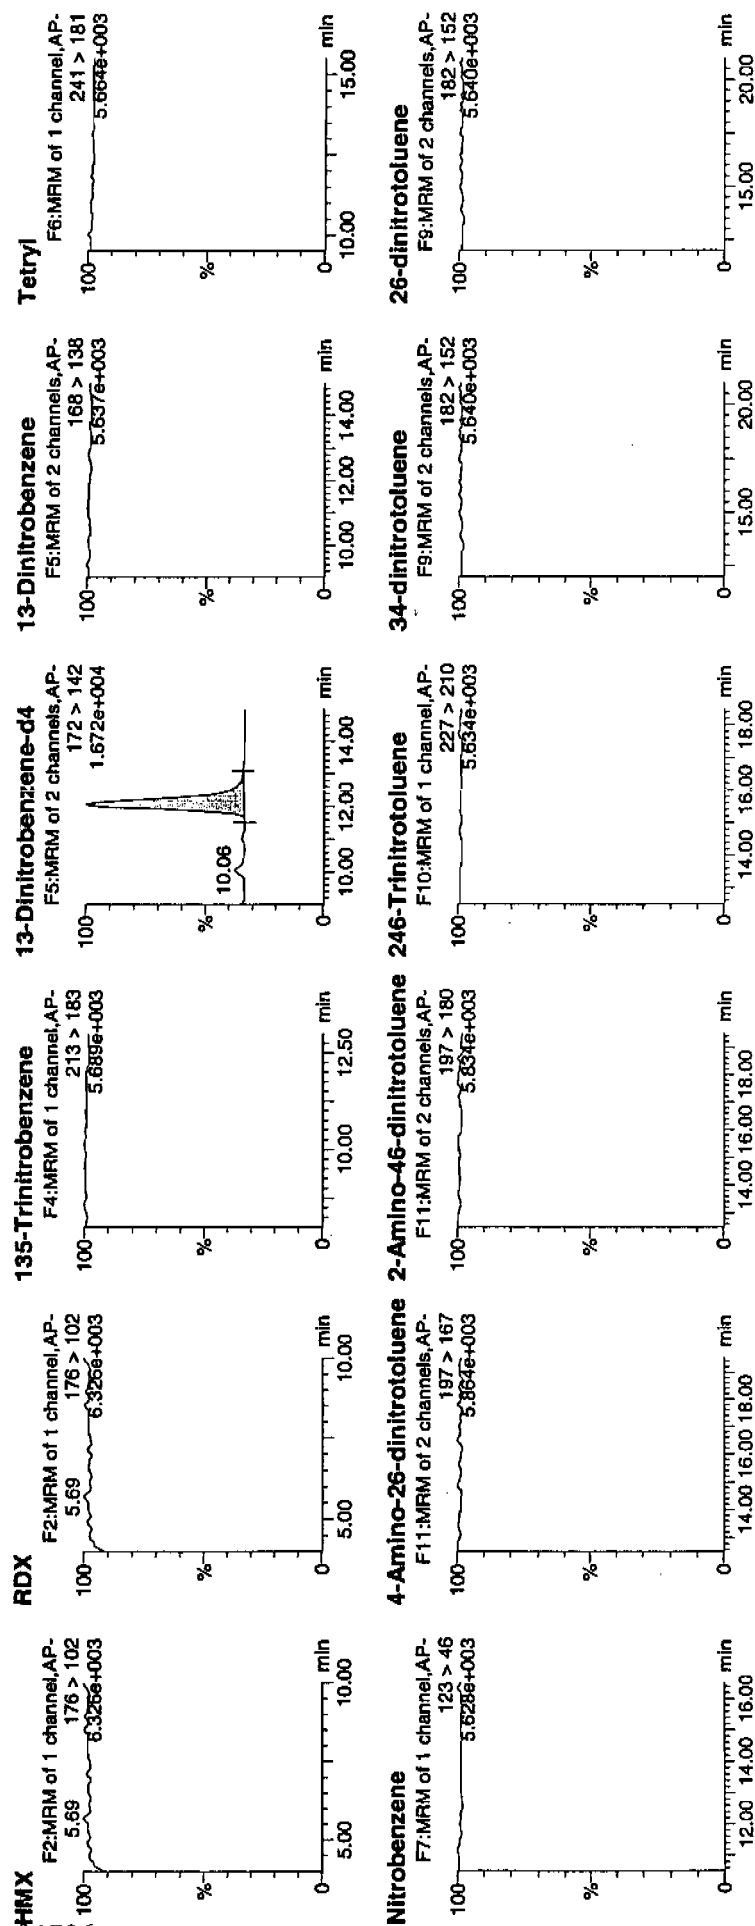 HMX
F2:MRM of 1 channel,AP-
176 > 102
6.326e+003
5.69
100
%
0
5.00 10.00 min
RDX
F2:MRM of 1 channel,AP-
176 > 102
6.326e+003
5.69
100
%
0
5.00 10.00 min
135-Trinitrobenzene
F4:MRM of 1 channel,AP-
213 > 183
5.689e+003
100
%
0
10.00 12.50 min
13-Dinitrobenzene-d4
F5:MRM of 2 channels,AP-
172 > 142
1.672e+004
100
10.06
%
0
10.00 12.00 14.00 min
13-Dinitrobenzene
F5:MRM of 2 channels,AP-
168 > 138
5.637e+003
100
%
0
10.00 12.00 14.00 min
Tetryl
F6:MRM of 1 channel,AP-
241 > 181
5.664e+003
100
%
0
10.00 15.00 min
Nitrobenzene
F7:MRM of 1 channel,AP-
123 > 46
5.628e+003
100
%
0
12.00 14.00 16.00 min
4-Amino-26-dinitrotoluene
F11:MRM of 2 channels,AP-
197 > 167
5.864e+003
100
%
0
14.00 16.00 18.00 min
2-Amino-46-dinitrotoluene
F11:MRM of 2 channels,AP-
197 > 180
5.834e+003
100
%
0
14.00 16.00 18.00 min
246-Trinitrotoluene
F10:MRM of 1 channel,AP-
227 > 210
5.634e+003
100
%
0
14.00 16.00 18.00 min
34-dinitrotoluene
F9:MRM of 2 channels,AP-
182 > 152
5.640e+003
100
%
0
15.00 20.00 min
26-dinitrotoluene
F9:MRM of 2 channels,AP-
182 > 152
5.640e+003
100
%
0
15.00 20.00 min